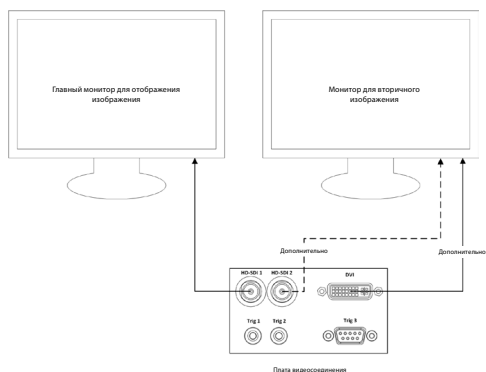 Главный монитор для отображения
изображения
Монитор для вторичного
изображения
Дополнительно
Дополнительно
HD-SDI 1
HD-SDI 2
DVI
Trig 1
Trig 2
Trig 3
Плата видеосоединения